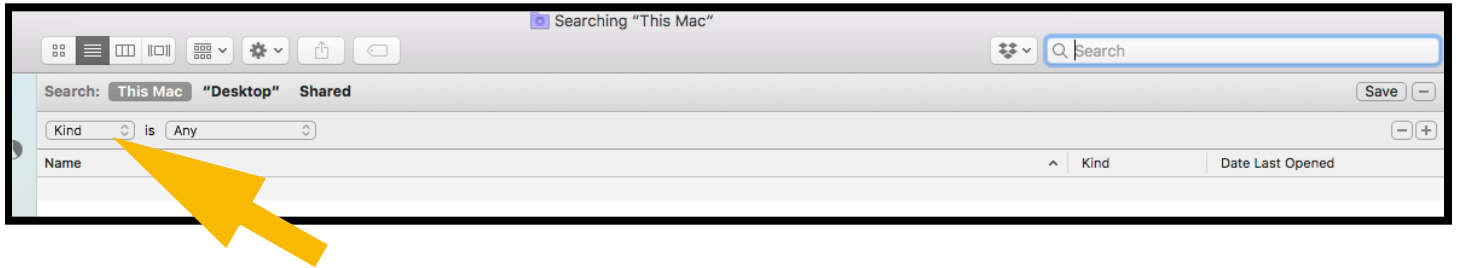 Searching “This Mac”
Search
Search: This Mac “Desktop” Shared Save
Kind is Any
Name Kind Date Last Opened